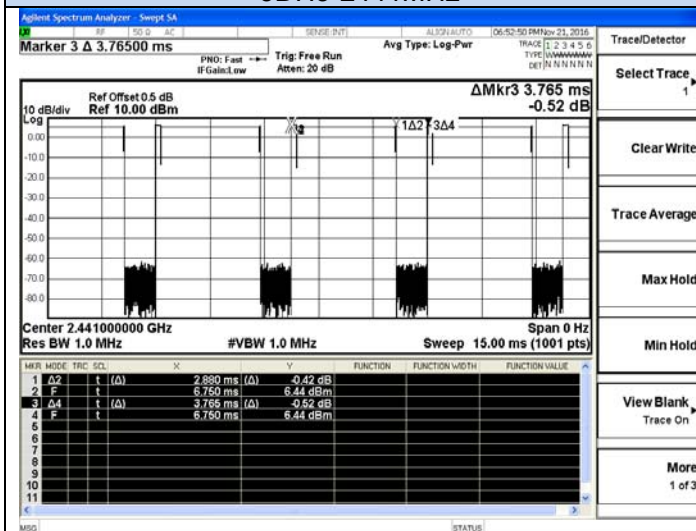 Agilent Spectrum Analyzer - Swept SA
RF 50 Ω AC SENSE:INT ALIGN AUTO 06:52:50 PM Nov 21, 2016
Marker 3 Δ 3.76500 ms
PNO: Fast
IFGain:Low
Trig: Free Run
Atten: 20 dB
Avg Type: Log-Pwr
TRACE 1 2 3 4 5 6
TYPE WWWWWW
DET N N N N N N
Trace/Detector
Select Trace
1
Clear Write
Trace Average
Max Hold
Min Hold
View Blank
Trace On
More
1 of 3
Ref Offset 0.5 dB
10 dB/div Ref 10.00 dBm
ΔMkr3 3.765 ms
-0.52 dB
Log
0.00
-10.0
-20.0
-30.0
-40.0
-50.0
-60.0
-70.0
-80.0
1Δ2 3Δ4
Center 2.441000000 GHz Span 0 Hz
Res BW 1.0 MHz #VBW 1.0 MHz Sweep 15.00 ms (1001 pts)
MKR MODE TRC SCL X Y FUNCTION FUNCTION WIDTH FUNCTION VALUE
1 Δ2 t (Δ) 2.880 ms (Δ) -0.42 dB
2 F t 6.750 ms 6.44 dBm
3 Δ4 t (Δ) 3.765 ms (Δ) -0.52 dB
4 F t 6.750 ms 6.44 dBm
5
6
7
8
9
10
11
MSG STATUS